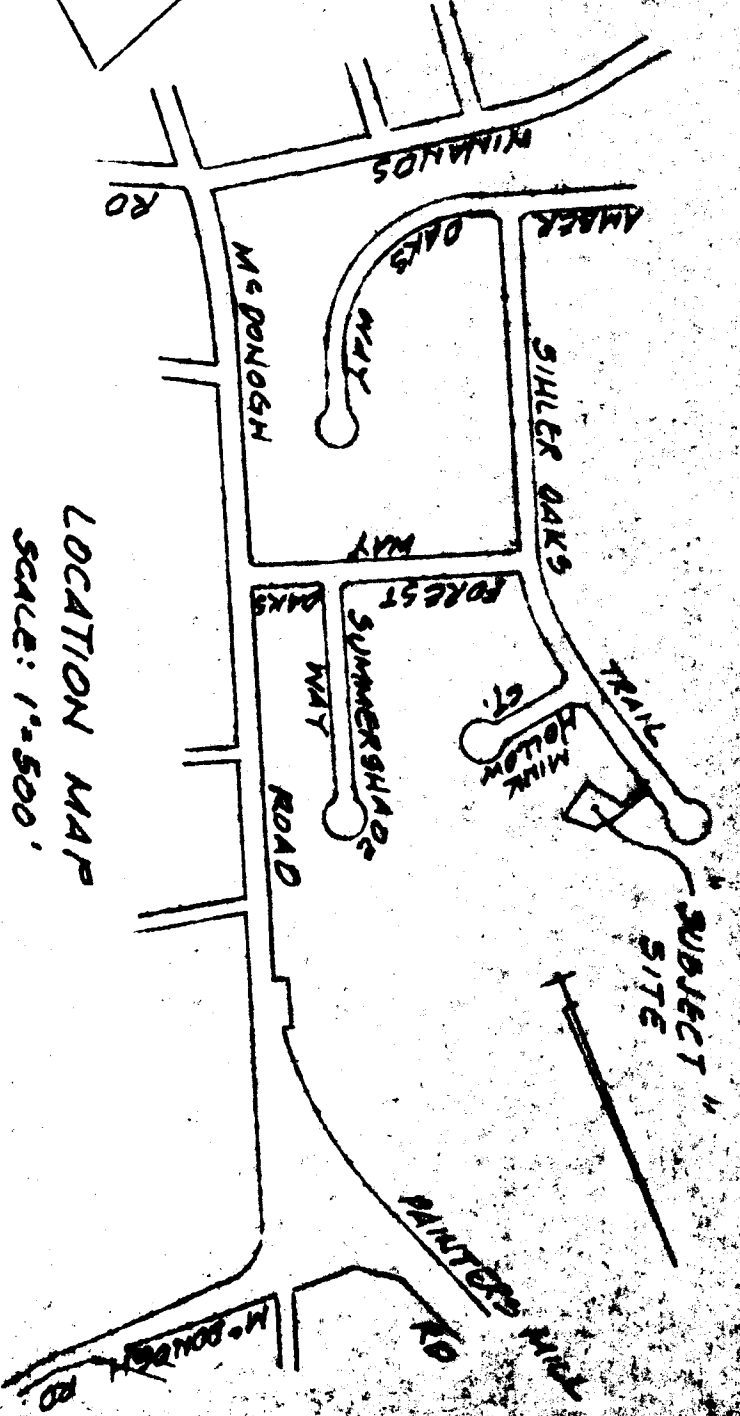 WINANDS
RD
AMBER
OAKS
WAY
McDONOGH
ROAD
SIHLER OAKS
TRAIL
FOREST
OAKS
WAY
SUMMERSHADE
WAY
MINK
HOLLOW
CT.
"SUBJECT"
SITE
PAINTERS MILL
RD
McDONOGH
RD.
LOCATION MAP
SCALE: 1"=500'